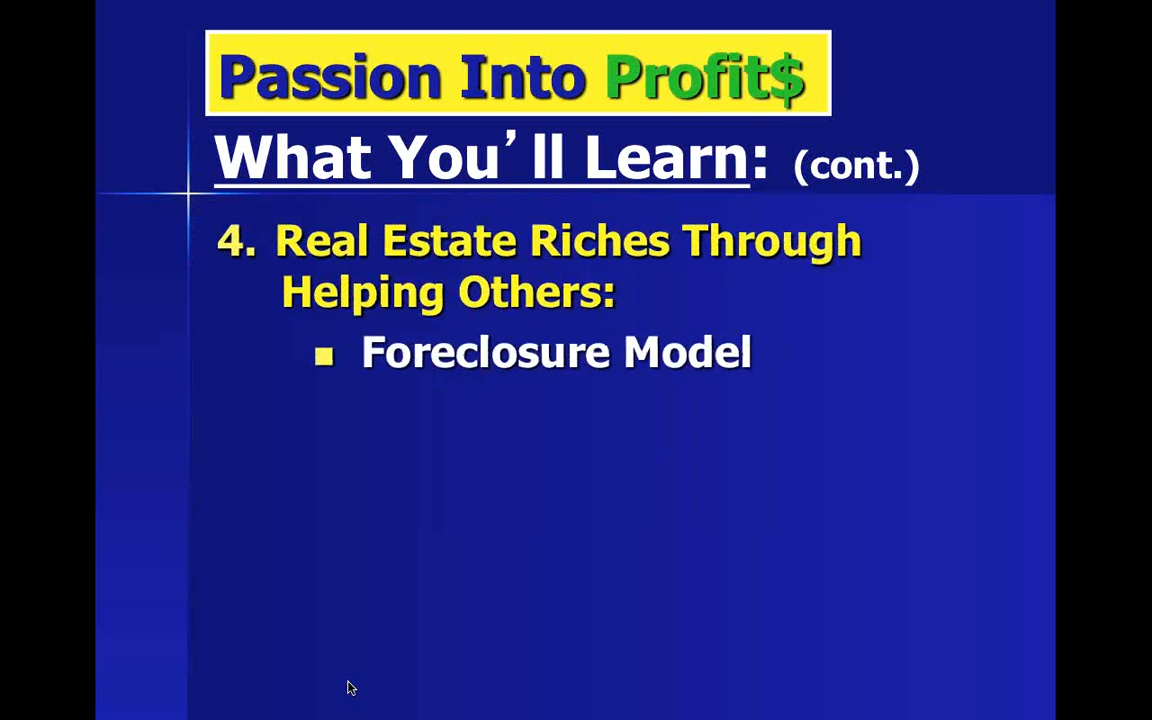 Passion Into Profit$
What You’ll Learn: (cont.)
4. Real Estate Riches Through
Helping Others:
■ Foreclosure Model